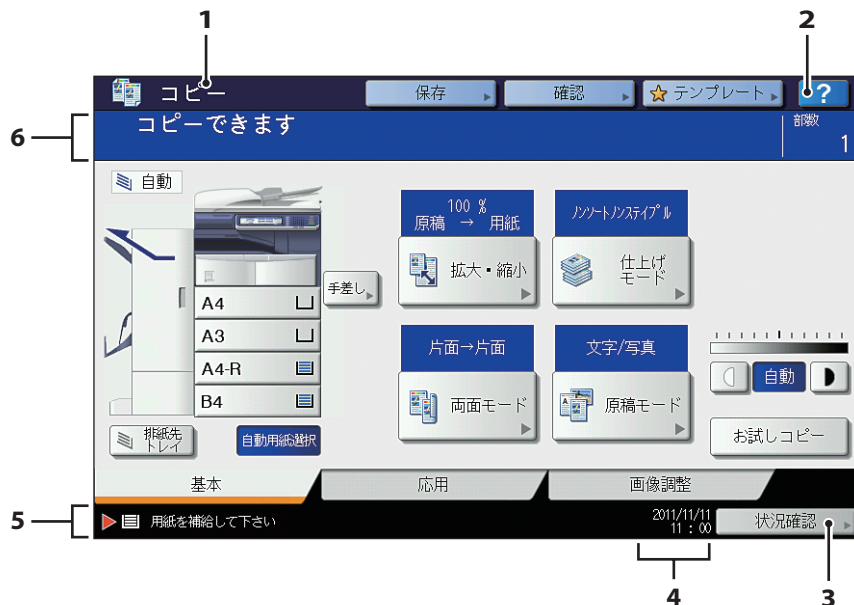 1
2
コピー
保存
確認
テンプレート
?
6
コピーできます
部数
1
自動
100 %
原稿 → 用紙
ノンソートノンステイプル
拡大・縮小
仕上げ
モード
手差し
A4
A3
A4-R
B4
片面→片面
文字/写真
両面モード
原稿モード
自動
排紙先
トレイ
自動用紙選択
お試しコピー
基本
応用
画像調整
5
用紙を補給して下さい
2011/11/11
11 : 00
状況確認
4
3